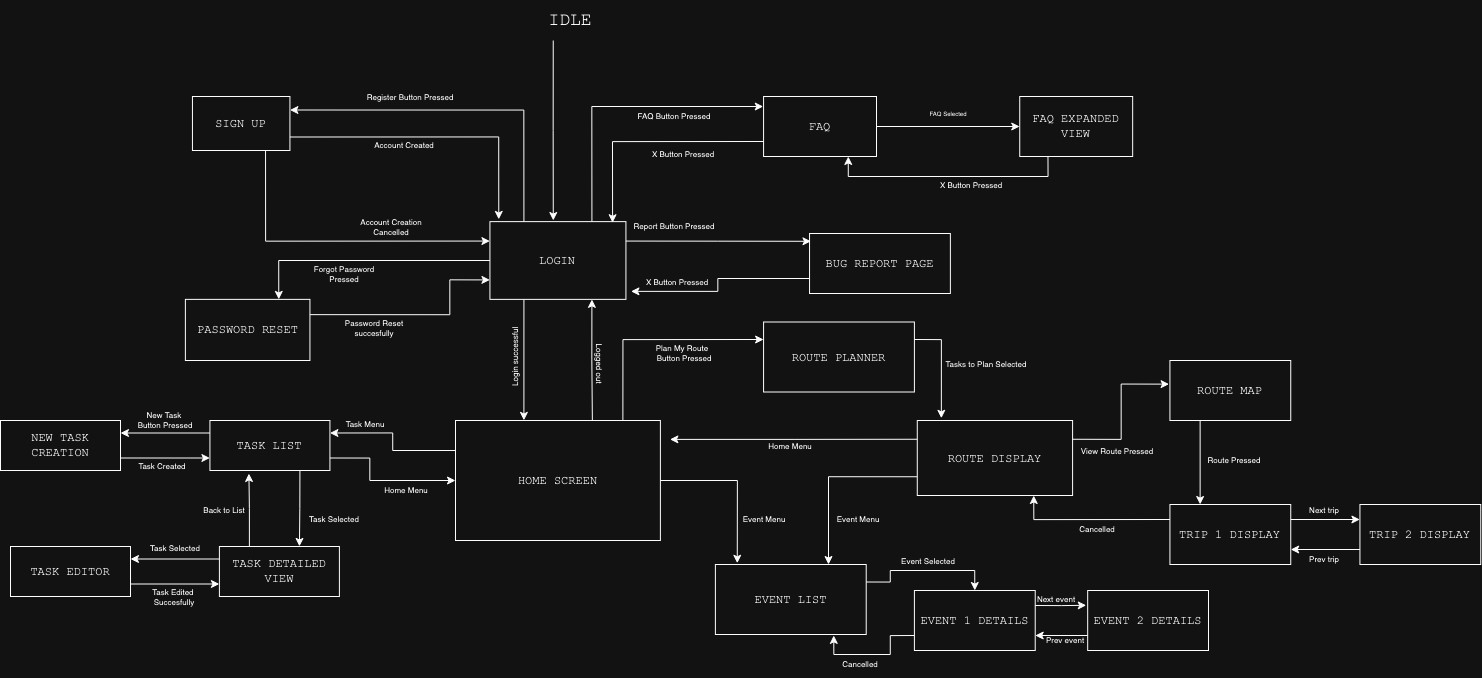 IDLE
Register Button Pressed
SIGN UP
Account Created
FAQ Button Pressed
FAQ
FAQ Selected
FAQ EXPANDED
VIEW
X Button Pressed
X Button Pressed
Account Creation
Cancelled
Report Button Pressed
LOGIN
BUG REPORT PAGE
Forgot Password
Pressed
X Button Pressed
PASSWORD RESET
Password Reset
succesfully
Login successful
Logged out
Plan My Route
Button Pressed
ROUTE PLANNER
Tasks to Plan Selected
ROUTE MAP
New Task
Button Pressed
Task Menu
NEW TASK
CREATION
TASK LIST
Task Created
Home Menu
HOME SCREEN
Home Menu
ROUTE DISPLAY
View Route Pressed
Route Pressed
Back to List
Task Selected
Event Menu
Event Menu
Cancelled
Next trip
TRIP 1 DISPLAY
TRIP 2 DISPLAY
Prev trip
Task Selected
TASK EDITOR
TASK DETAILED
VIEW
Task Edited
Succesfully
Event Selected
EVENT LIST
Next event
EVENT 1 DETAILS
EVENT 2 DETAILS
Prev event
Cancelled